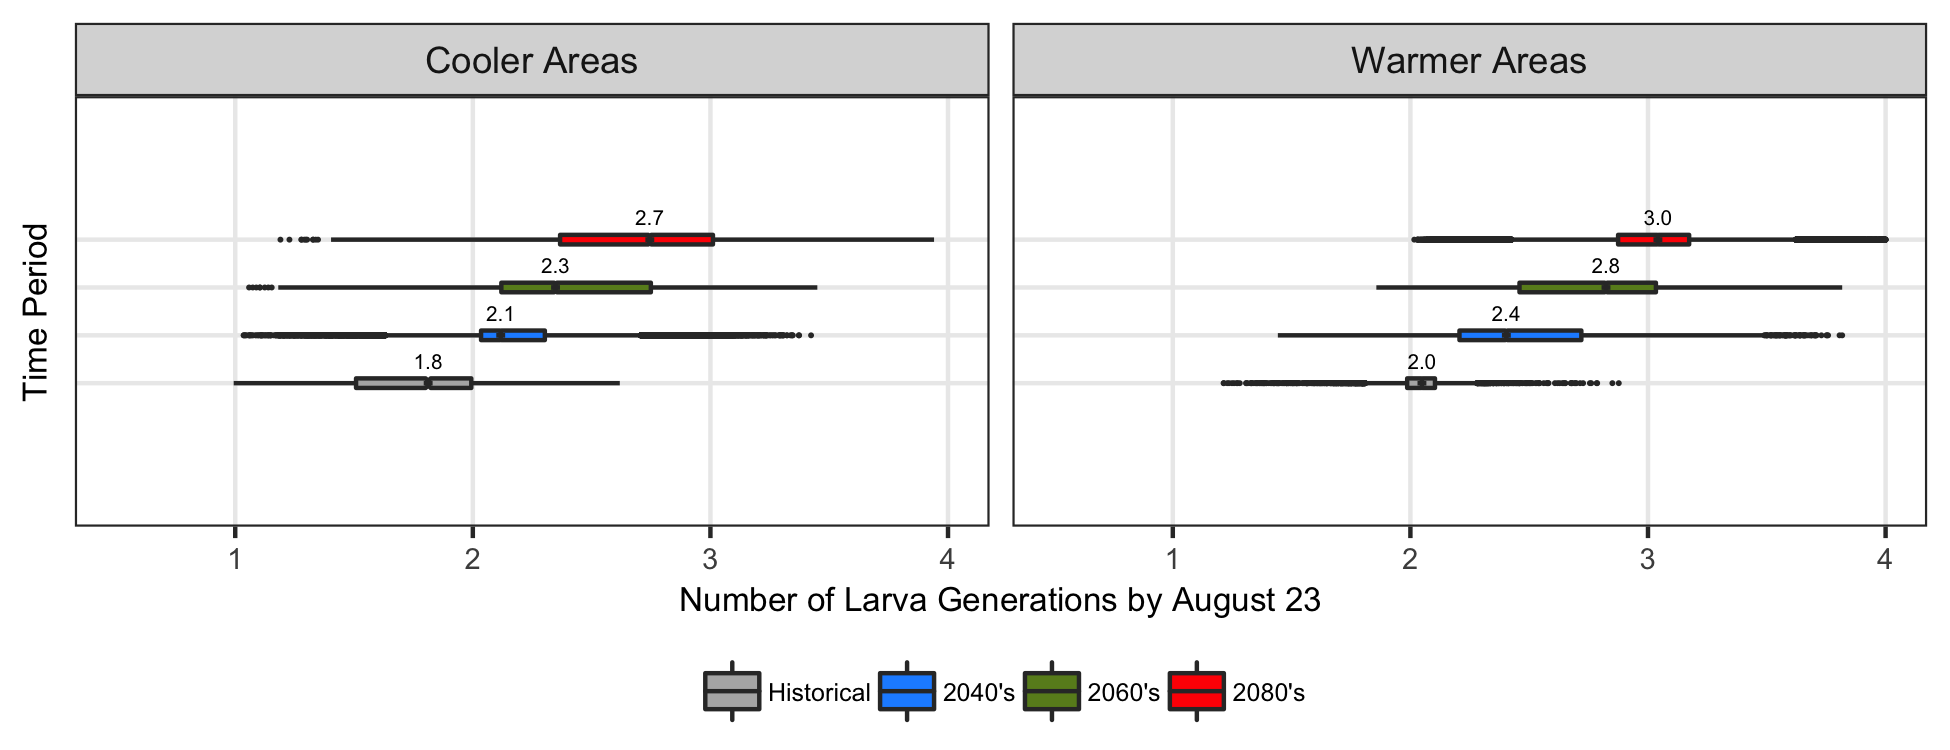 Cooler Areas
Warmer Areas
Time Period
2.7
2.3
2.1
1.8
3.0
2.8
2.4
2.0
1 2 3 4
1 2 3 4
Number of Larva Generations by August 23
Historical 2040's 2060's 2080's